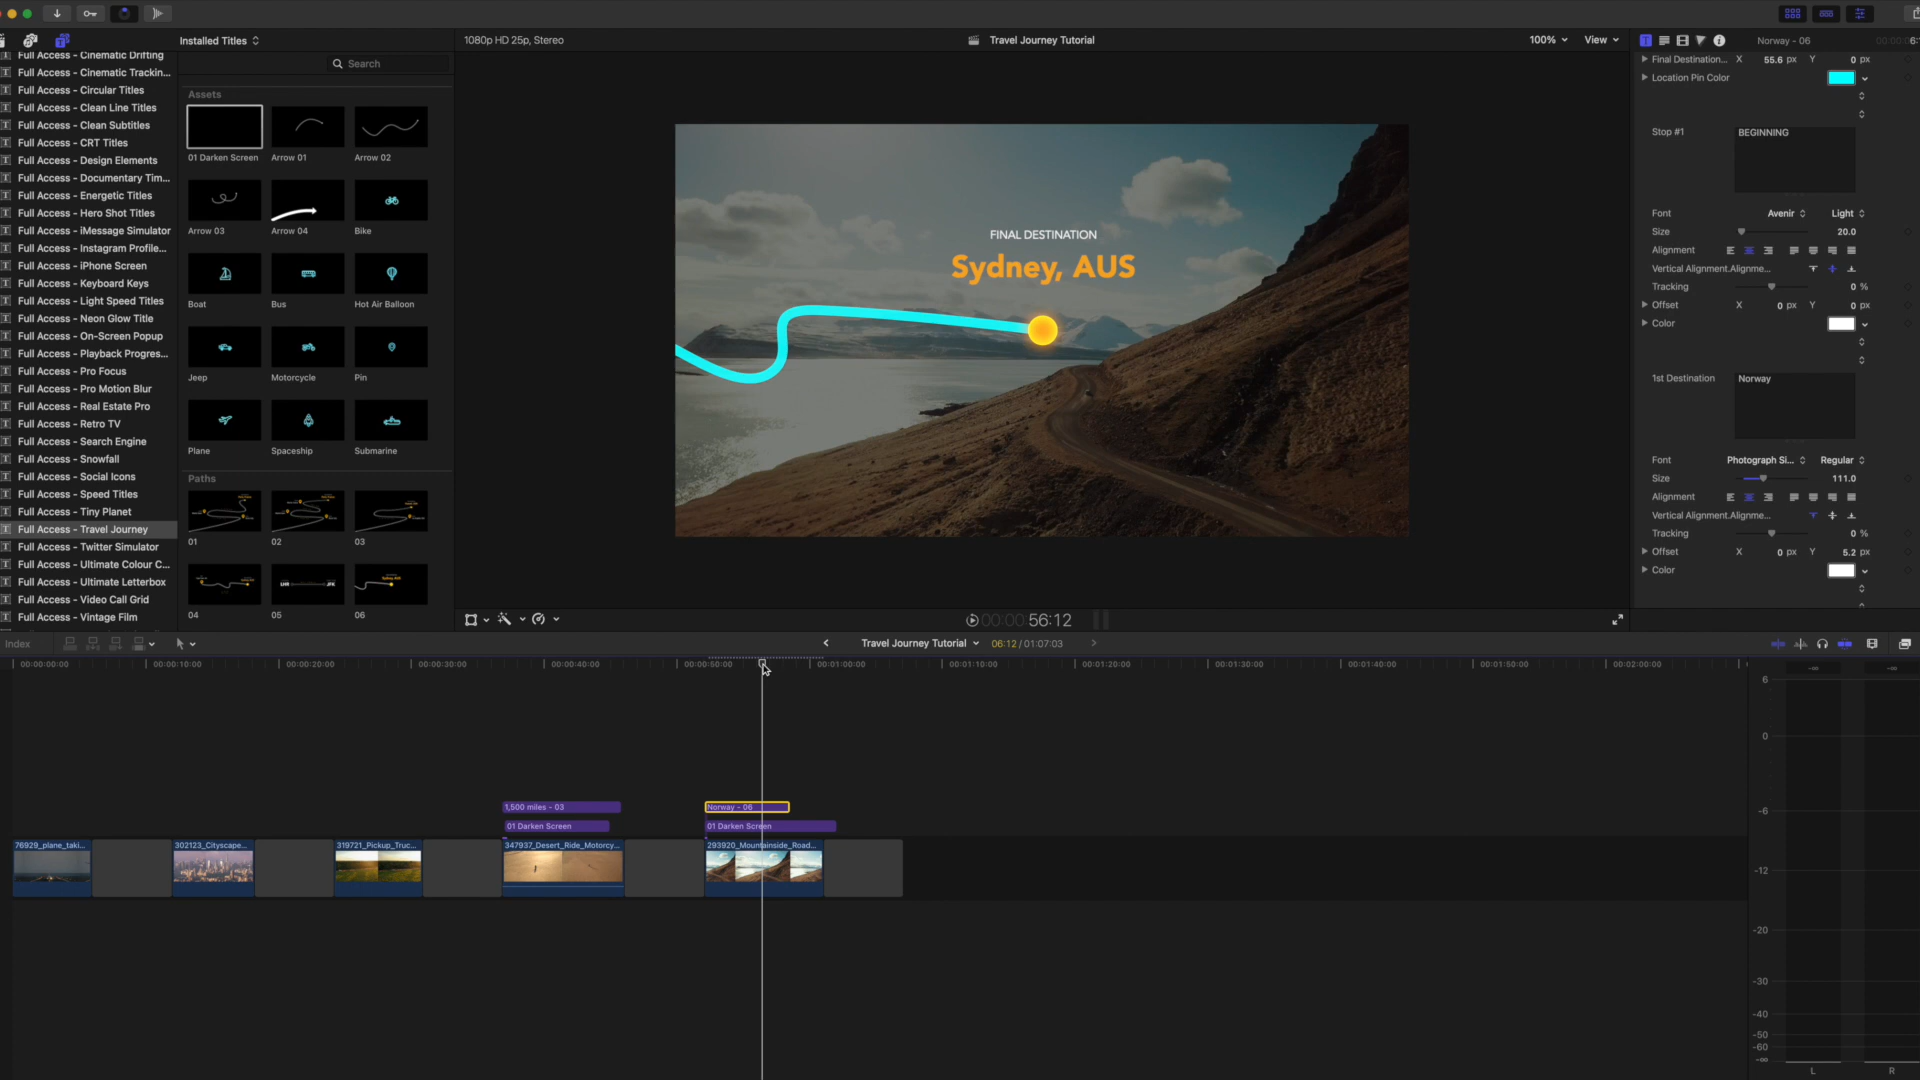 Installed Titles
1080p HD 25p, Stereo
Travel Journey Tutorial
100%
View
Norway - 06
Full Access - Cinematic Drifting
Full Access - Cinematic Trackin...
Full Access - Circular Titles
Full Access - Clean Line Titles
Full Access - Clean Subtitles
Full Access - CRT Titles
Full Access - Design Elements
Full Access - Documentary Tim...
Full Access - Energetic Titles
Full Access - Hero Shot Titles
Full Access - iMessage Simulator
Full Access - Instagram Profile...
Full Access - iPhone Screen
Full Access - Keyboard Keys
Full Access - Light Speed Titles
Full Access - Neon Glow Title
Full Access - On-Screen Popup
Full Access - Playback Progres...
Full Access - Pro Focus
Full Access - Pro Motion Blur
Full Access - Real Estate Pro
Full Access - Retro TV
Full Access - Search Engine
Full Access - Snowfall
Full Access - Social Icons
Full Access - Speed Titles
Full Access - Tiny Planet
Full Access - Travel Journey
Full Access - Twitter Simulator
Full Access - Ultimate Colour C...
Full Access - Ultimate Letterbox
Full Access - Video Call Grid
Full Access - Vintage Film
Search
Assets
01 Darken Screen
Arrow 01
Arrow 02
Arrow 03
Arrow 04
Bike
Boat
Bus
Hot Air Balloon
Jeep
Motorcycle
Pin
Plane
Spaceship
Submarine
Paths
01
02
03
LHR
JFK
04
05
06
FINAL DESTINATION
Sydney, AUS
00:00:56:12
Final Destination... X 55.6 px Y 0 px
Location Pin Color
Stop #1
BEGINNING
Font Avenir Light
Size 20.0
Alignment
Vertical Alignment.Alignme...
Tracking 0 %
Offset X 0 px Y 0 px
Color
1st Destination
Norway
Font Photograph Si... Regular
Size 111.0
Alignment
Vertical Alignment.Alignme...
Tracking 0 %
Offset X 0 px Y 5.2 px
Color
Index
Travel Journey Tutorial
06:12 / 01:07:03
00:00:00:00
00:00:10:00
00:00:20:00
00:00:30:00
00:00:40:00
00:00:50:00
00:01:00:00
00:01:10:00
00:01:20:00
00:01:30:00
00:01:40:00
00:01:50:00
00:02:00:00
1,500 miles - 03
Norway - 06
01 Darken Screen
01 Darken Screen
76929_plane_taki...
302123_Cityscape...
319721_Pickup_Truc...
347937_Desert_Ride_Motorcy...
293920_Mountainside_Road...
-∞
-∞
6
0
-6
-12
-20
-30
-40
-50
-60
-∞
L
R